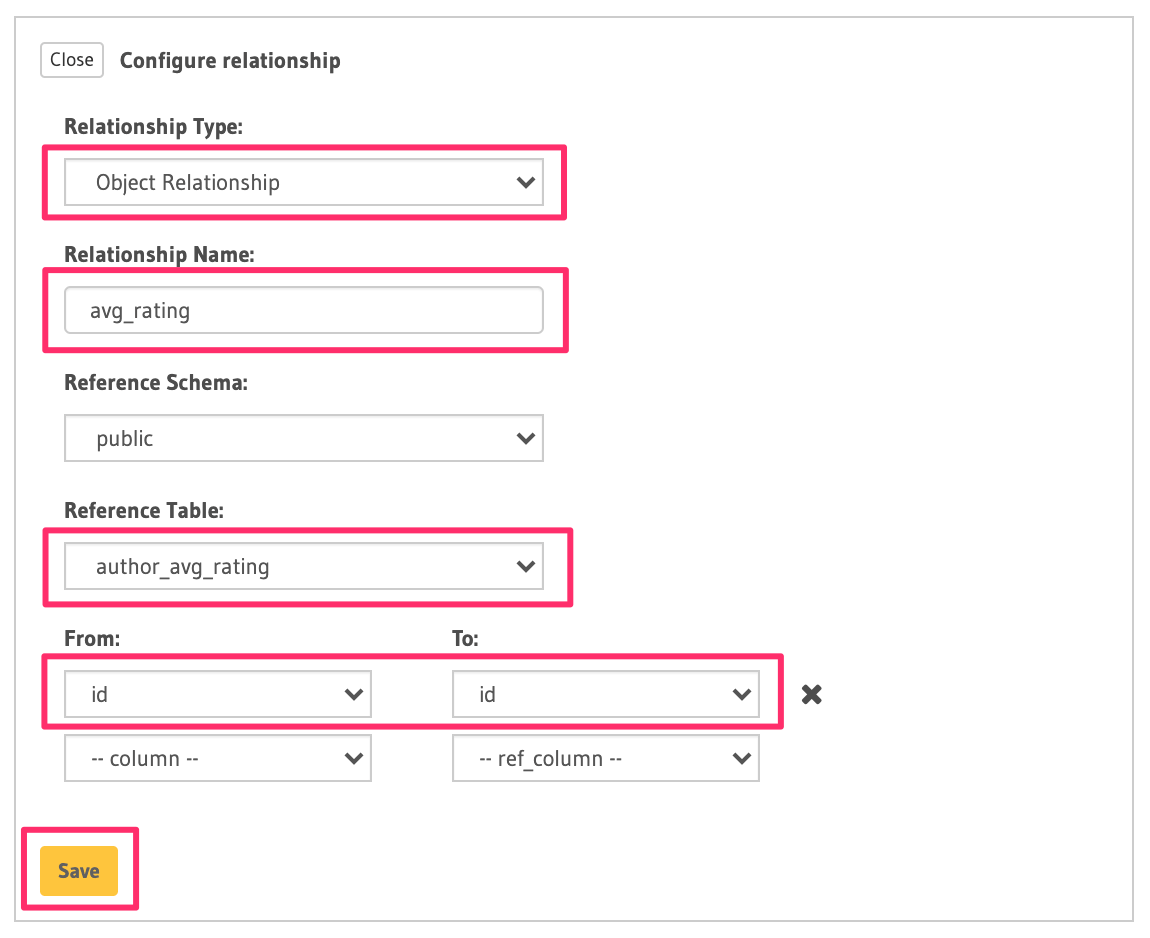 Close Configure relationship
Relationship Type:
Object Relationship
Relationship Name:
avg_rating
Reference Schema:
public
Reference Table:
author_avg_rating
From: To:
id id
-- column -- -- ref_column --
Save